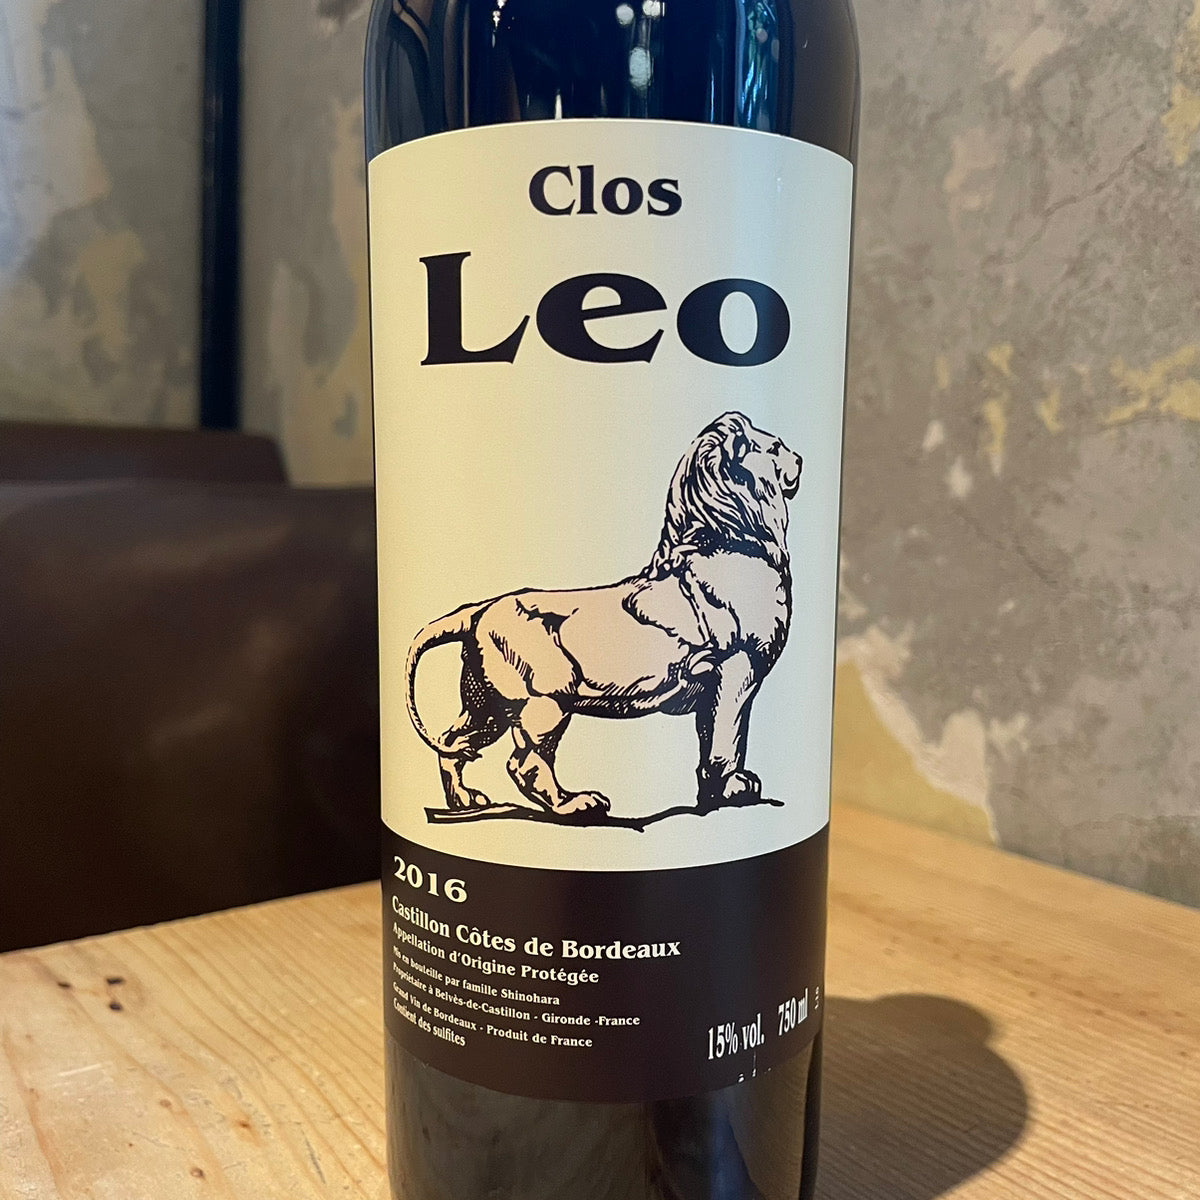 Clos
Leo
2016
Castillon Côtes de Bordeaux
Appellation d'Origine Protégée
Mis en bouteille par famille Shinohara
Propriétaire à Belvès-de-Castillon - Gironde -France
Grand Vin de Bordeaux - Produit de France
Contient des sulfites
15% vol. 750 ml